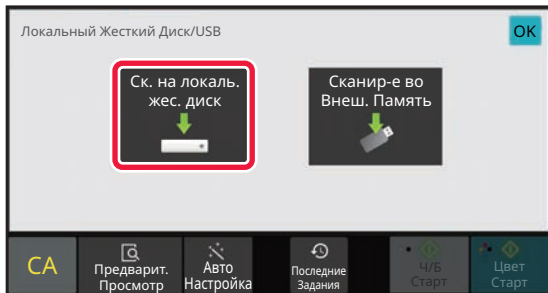 Локальный Жесткий Диск/USB
OK
Ск. на локаль.
жес. диск
Сканир-е во
Внеш. Память
CA
Предварит.
Просмотр
Авто
Настройка
Последние
Задания
Ч/Б
Старт
Цвет
Старт